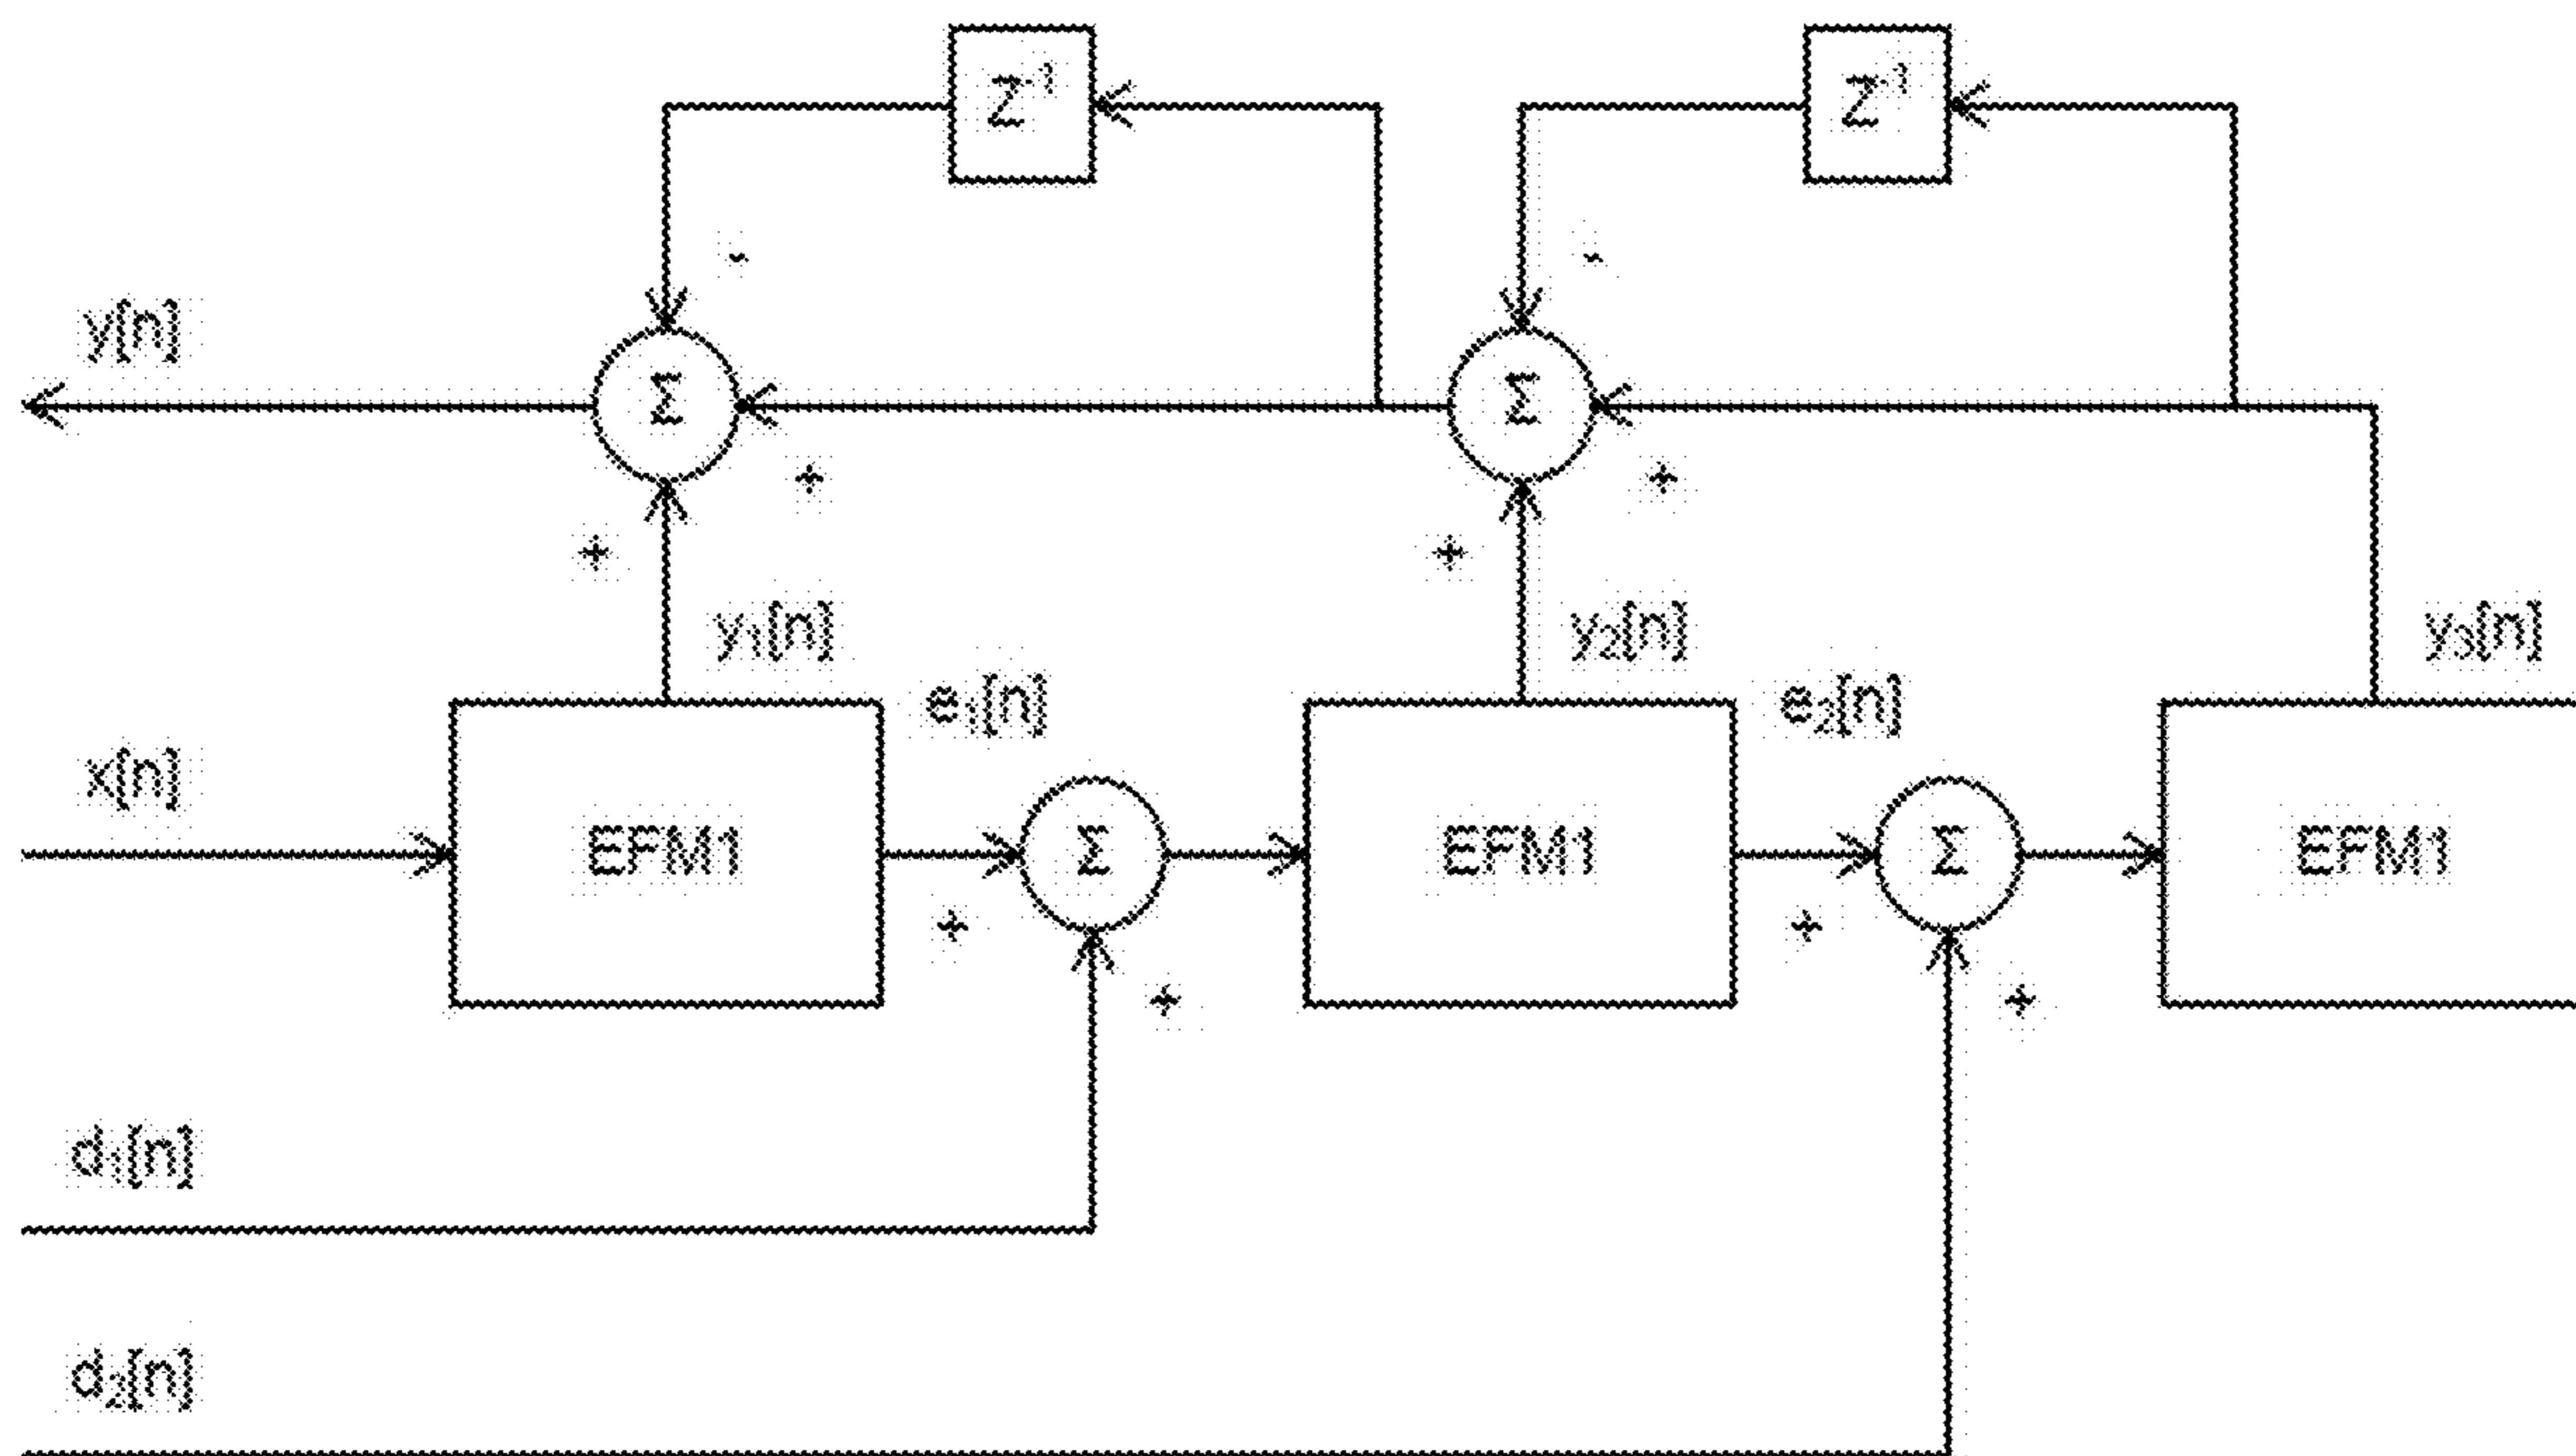 Z⁻¹ Z⁻¹
- -
y[n]
Σ Σ
+ +
+ +
y₁[n] y₂[n] y₃[n]
e₁[n] e₂[n]
x[n]
EFM1 Σ EFM1 Σ EFM1
+ +
+ +
d₁[n]
d₂[n]